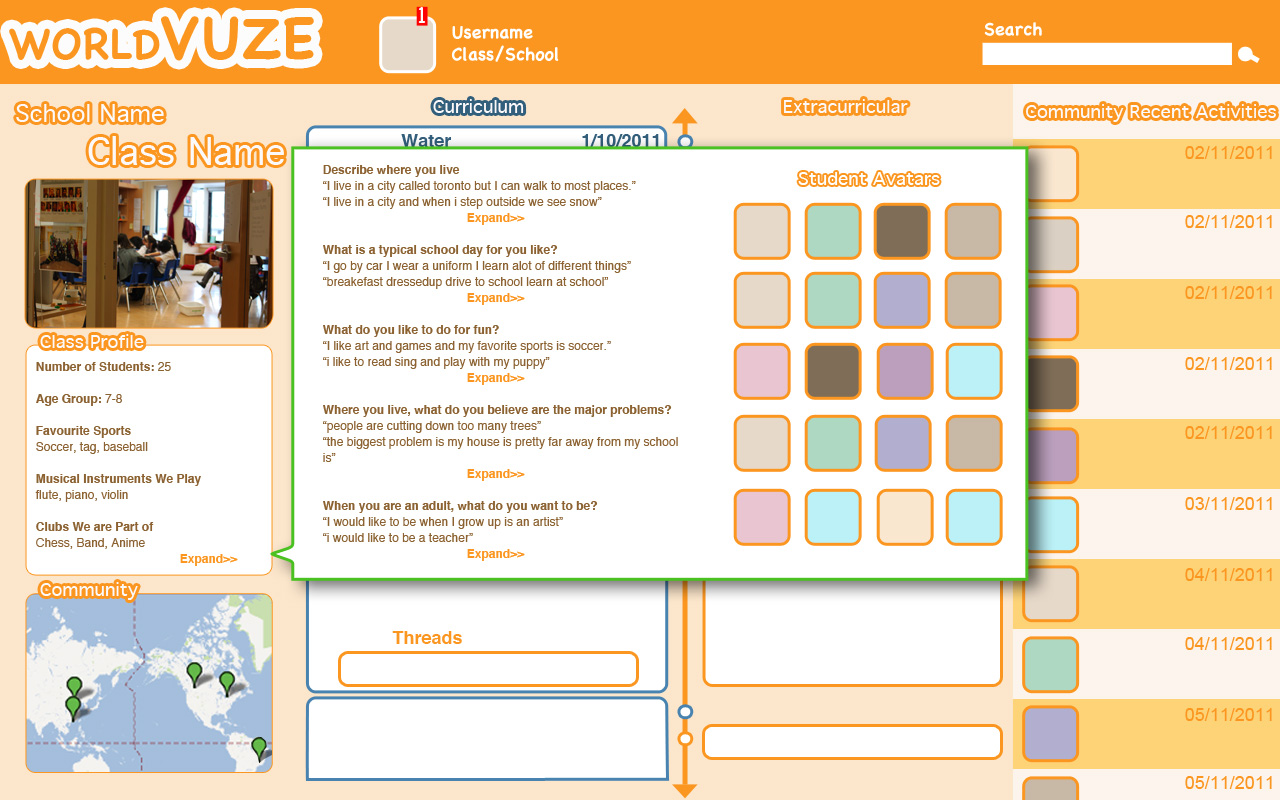 WORLDVUZE
1
Username
Class/School
Search
School Name
Class Name
Class Profile
Number of Students: 25
Age Group: 7-8
Favourite Sports
Soccer, tag, baseball
Musical Instruments We Play
flute, piano, violin
Clubs We are Part of
Chess, Band, Anime
Expand>>
Community
Curriculum
Water 1/10/2011
Describe where you live
“I live in a city called toronto but I can walk to most places.”
“I live in a city and when i step outside we see snow”
Expand>>
What is a typical school day for you like?
“I go by car I wear a uniform I learn alot of different things”
“breakefast dressedup drive to school learn at school”
Expand>>
What do you like to do for fun?
“I like art and games and my favorite sports is soccer.”
“i like to read sing and play with my puppy”
Expand>>
Where you live, what do you believe are the major problems?
“people are cutting down too many trees”
“the biggest problem is my house is pretty far away from my school
is”
Expand>>
When you are an adult, what do you want to be?
“I would like to be when I grow up is an artist”
“i would like to be a teacher”
Expand>>
Threads
Extracurricular
Student Avatars
Community Recent Activities
02/11/2011
02/11/2011
02/11/2011
02/11/2011
02/11/2011
03/11/2011
04/11/2011
04/11/2011
05/11/2011
05/11/2011